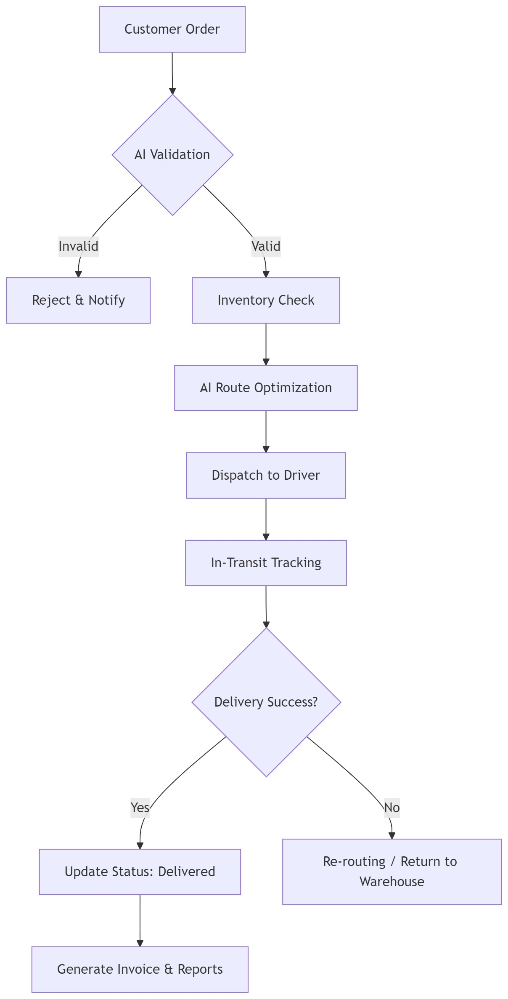 Customer Order
AI Validation
Invalid
Valid
Reject & Notify
Inventory Check
AI Route Optimization
Dispatch to Driver
In-Transit Tracking
Delivery Success?
Yes
No
Update Status: Delivered
Re-routing / Return to
Warehouse
Generate Invoice & Reports